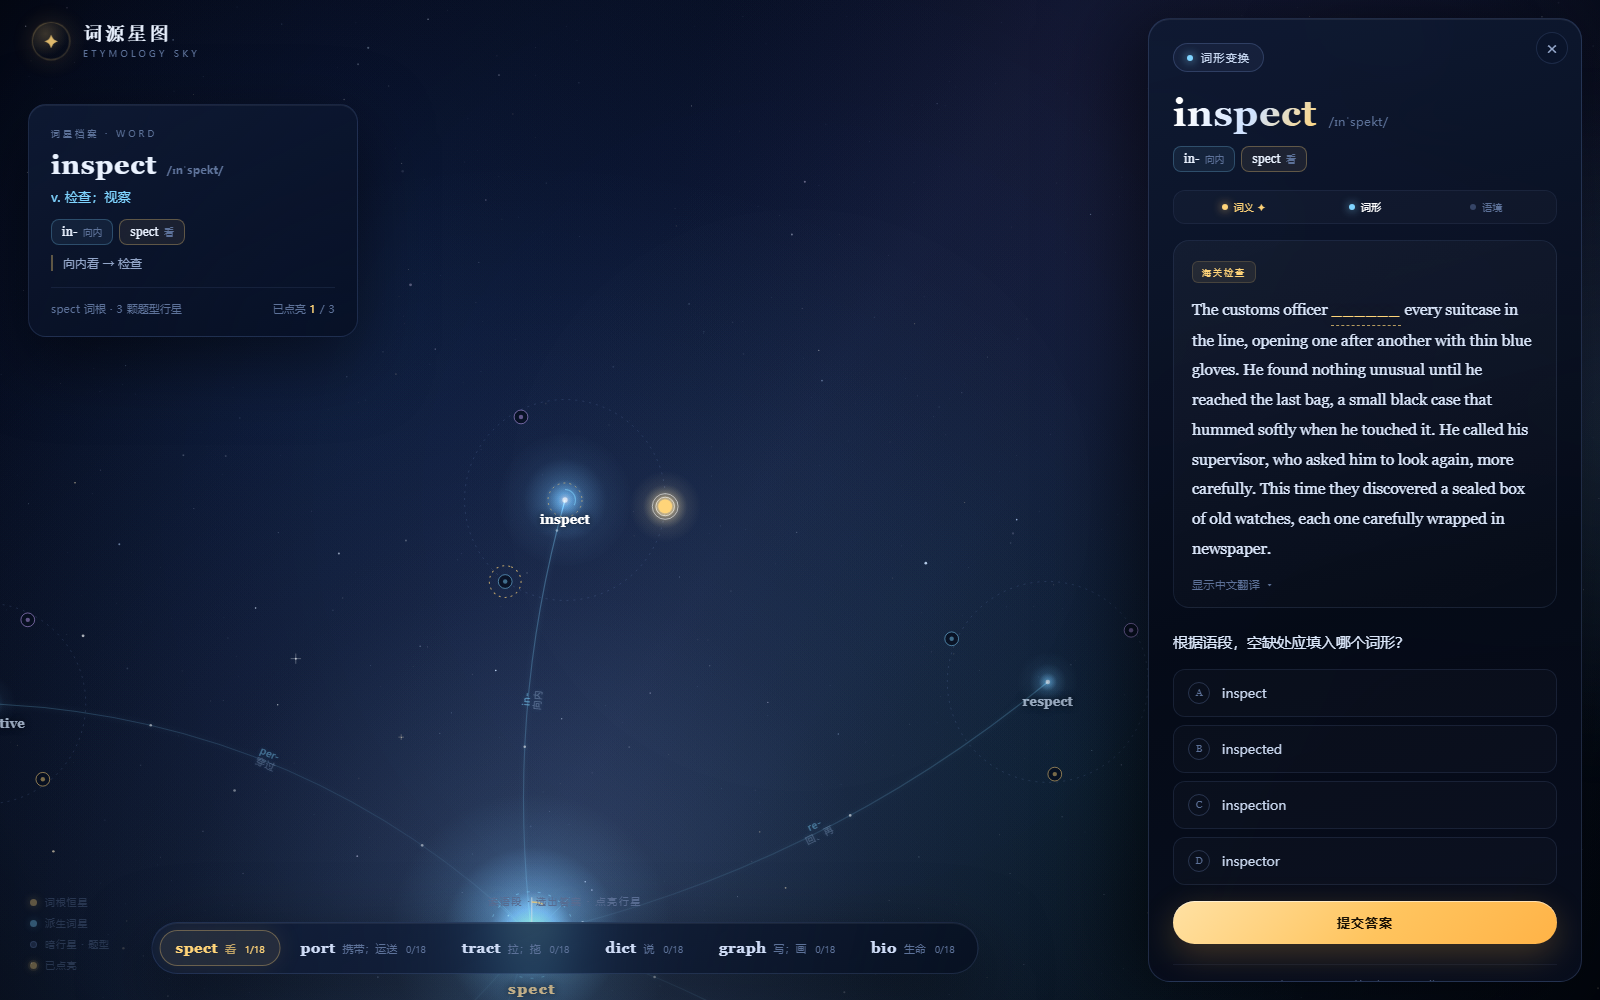 词源星图
ETYMOLOGY SKY
词星档案 · WORD
inspect /ɪnˈspekt/
v. 检查；视察
in- 向内 spect 看
向内看 → 检查
spect 词根 · 3 颗题型行星 已点亮 1 / 3
inspect
respect
tive
in-
向内
per-
穿过
re-
回、再
点亮行星
词根恒星
派生词星
暗行星 · 题型
已点亮
spect 看 1/18
port 携带；运送 0/18
tract 拉；拖 0/18
dict 说 0/18
graph 写；画 0/18
bio 生命 0/18
spect
词形变换
✕
inspect /ɪnˈspekt/
in- 向内 spect 看
词义 ✦ 词形 语境
海关检查
The customs officer ______ every suitcase in
the line, opening one after another with thin blue
gloves. He found nothing unusual until he
reached the last bag, a small black case that
hummed softly when he touched it. He called his
supervisor, who asked him to look again, more
carefully. This time they discovered a sealed box
of old watches, each one carefully wrapped in
newspaper.
显示中文翻译
根据语段，空缺处应填入哪个词形？
A inspect
B inspected
C inspection
D inspector
提交答案